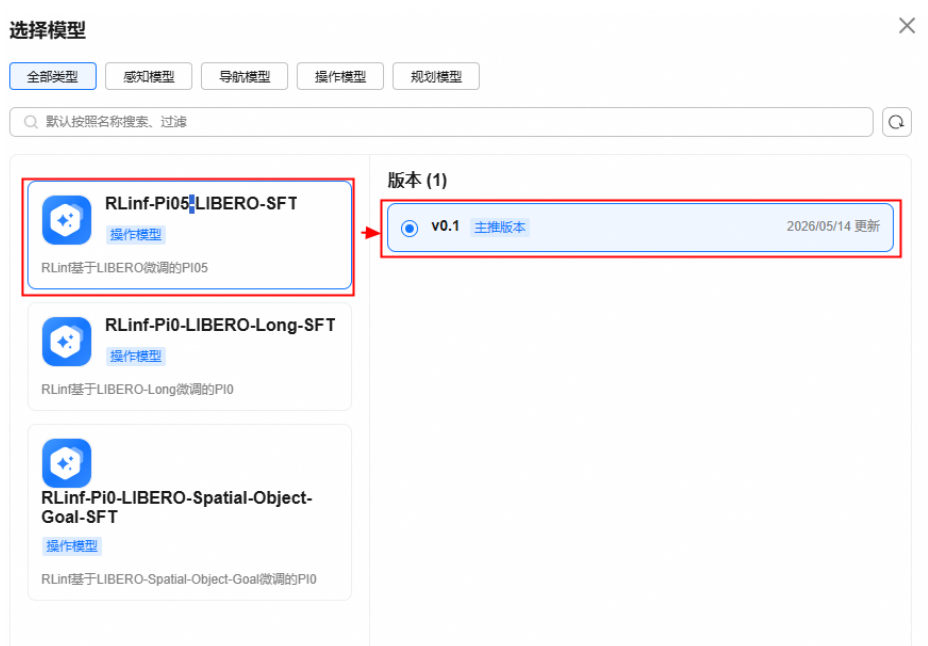 选择模型
全部类型 感知模型 导航模型 操作模型 规划模型
默认按照名称搜索、过滤
RLinf-Pi05-LIBERO-SFT
操作模型
RLinf基于LIBERO微调的PI05
RLinf-Pi0-LIBERO-Long-SFT
操作模型
RLinf基于LIBERO-Long微调的PI0
RLinf-Pi0-LIBERO-Spatial-Object-
Goal-SFT
操作模型
RLinf基于LIBERO-Spatial-Object-Goal微调的PI0
版本 (1)
v0.1 主推版本 2026/05/14 更新